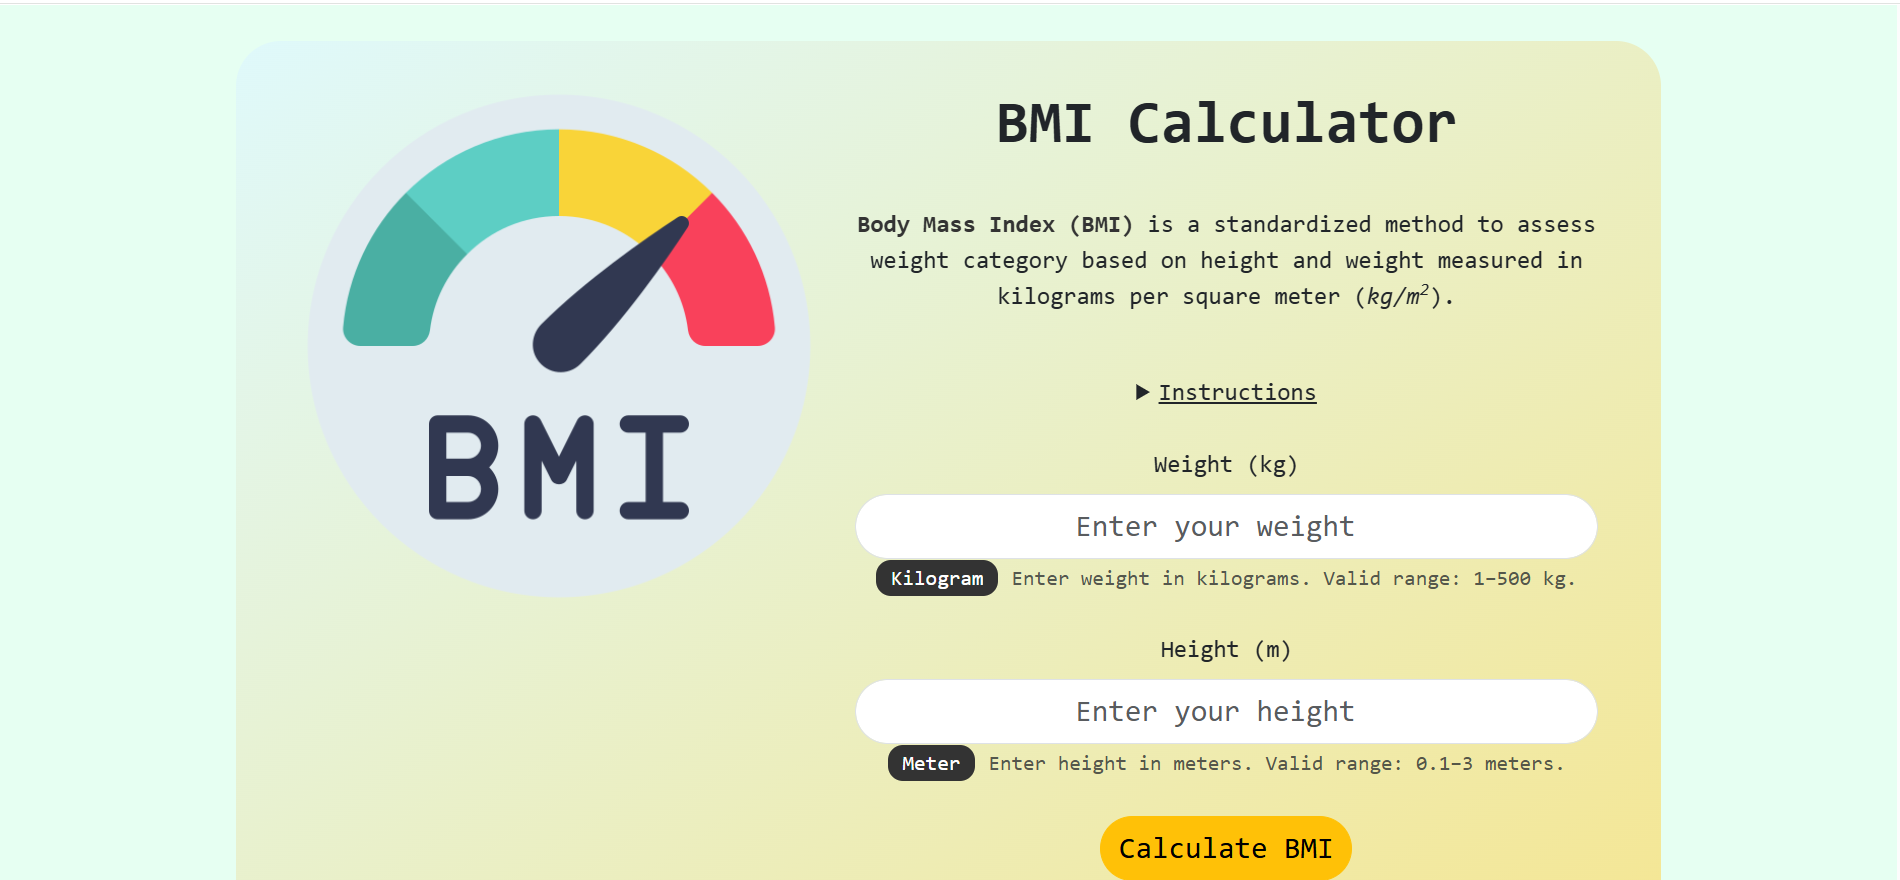 BMI
BMI Calculator
Body Mass Index (BMI) is a standardized method to assess
weight category based on height and weight measured in
kilograms per square meter (kg/m²).
Instructions
Weight (kg)
Enter your weight
Kilogram Enter weight in kilograms. Valid range: 1–500 kg.
Height (m)
Enter your height
Meter Enter height in meters. Valid range: 0.1–3 meters.
Calculate BMI